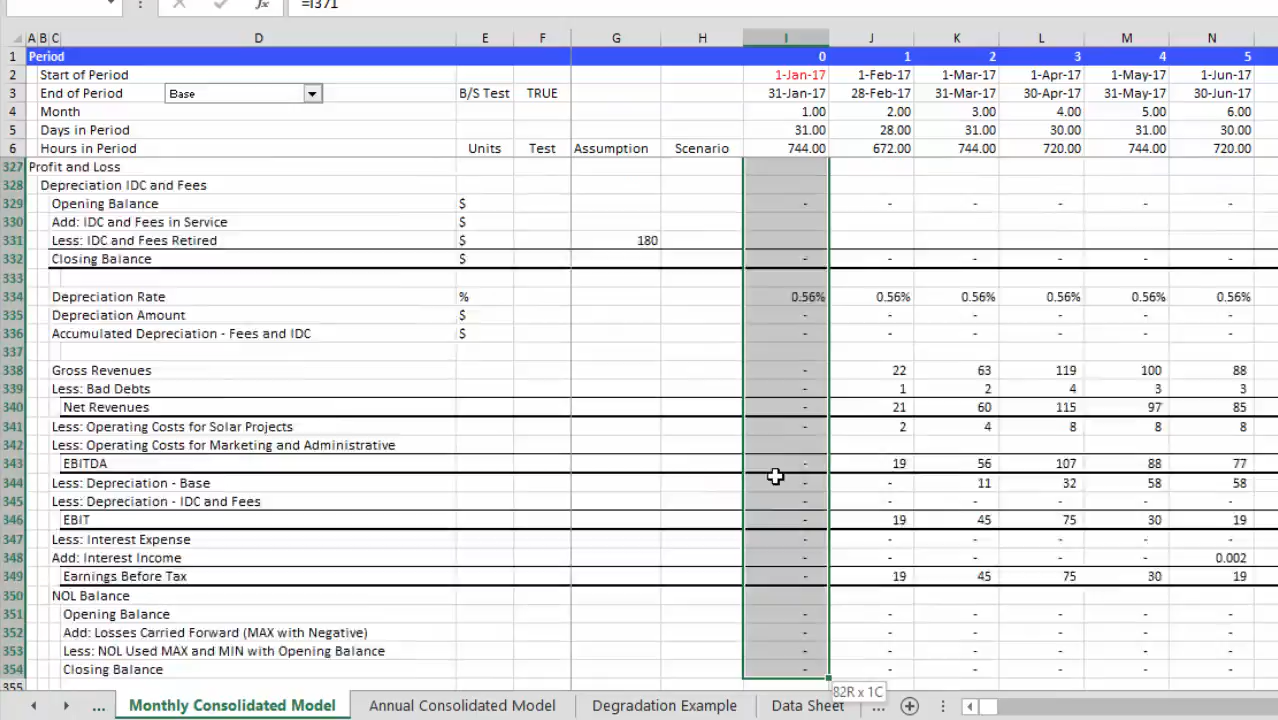 =I371
A B C D E F G H I J K L M N
1 Period 0 1 2 3 4 5
2 Start of Period 1-Jan-17 1-Feb-17 1-Mar-17 1-Apr-17 1-May-17 1-Jun-17
3 End of Period Base B/S Test TRUE 31-Jan-17 28-Feb-17 31-Mar-17 30-Apr-17 31-May-17 30-Jun-17
4 Month 1.00 2.00 3.00 4.00 5.00 6.00
5 Days in Period 31.00 28.00 31.00 30.00 31.00 30.00
6 Hours in Period Units Test Assumption Scenario 744.00 672.00 744.00 720.00 744.00 720.00
327 Profit and Loss
328 Depreciation IDC and Fees
329 Opening Balance $ - - - - - -
330 Add: IDC and Fees in Service $
331 Less: IDC and Fees Retired $ 180
332 Closing Balance $ - - - - - -
333
334 Depreciation Rate % 0.56% 0.56% 0.56% 0.56% 0.56% 0.56%
335 Depreciation Amount $ - - - - - -
336 Accumulated Depreciation - Fees and IDC $ - - - - - -
337
338 Gross Revenues - 22 63 119 100 88
339 Less: Bad Debts - 1 2 4 3 3
340 Net Revenues - 21 60 115 97 85
341 Less: Operating Costs for Solar Projects - 2 4 8 8 8
342 Less: Operating Costs for Marketing and Administrative
343 EBITDA - 19 56 107 88 77
344 Less: Depreciation - Base - - 11 32 58 58
345 Less: Depreciation - IDC and Fees - - - - - -
346 EBIT - 19 45 75 30 19
347 Less: Interest Expense - - - - - -
348 Add: Interest Income - - - - - 0.002
349 Earnings Before Tax - 19 45 75 30 19
350 NOL Balance
351 Opening Balance - - - - - -
352 Add: Losses Carried Forward (MAX with Negative) - - - - - -
353 Less: NOL Used MAX and MIN with Opening Balance - - - - - -
354 Closing Balance - - - - - -
355
82R x 1C
... Monthly Consolidated Model Annual Consolidated Model Degradation Example Data Sheet ...